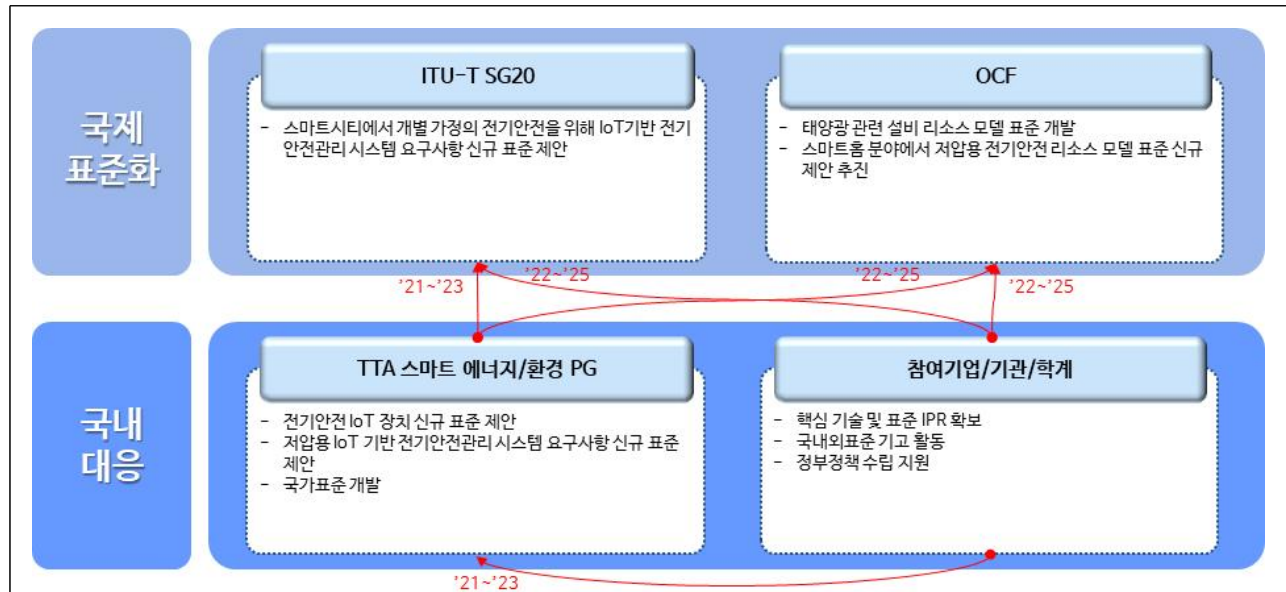 국제
표준화
ITU-T SG20
- 스마트시티에서 개별 가정의 전기안전을 위해 IoT기반 전기
안전관리 시스템 요구사항 신규 표준 제안
OCF
- 태양광 관련 설비 리소스 모델 표준 개발
- 스마트홈 분야에서 저압용 전기안전 리소스 모델 표준 신규
제안 추진
'21~'23
'22~'25
'22~'25
'22~'25
국내
대응
TTA 스마트 에너지/환경 PG
- 전기안전 IoT 장치 신규 표준 제안
- 저압용 IoT 기반 전기안전관리 시스템 요구사항 신규 표준
제안
- 국가표준 개발
참여기업/기관/학계
- 핵심 기술 및 표준 IPR 확보
- 국내외표준 기고 활동
- 정부정책 수립 지원
'21~'23